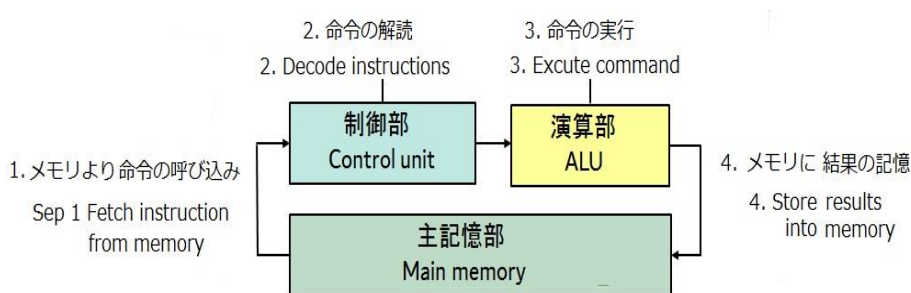 2. 命令の解読
2. Decode instructions
3. 命令の実行
3. Excute command
制御部
Control unit
演算部
ALU
1. メモリより命令の呼び込み
Sep 1 Fetch instruction
from memory
4. メモリに 結果の記憶
4. Store results
into memory
主記憶部
Main memory